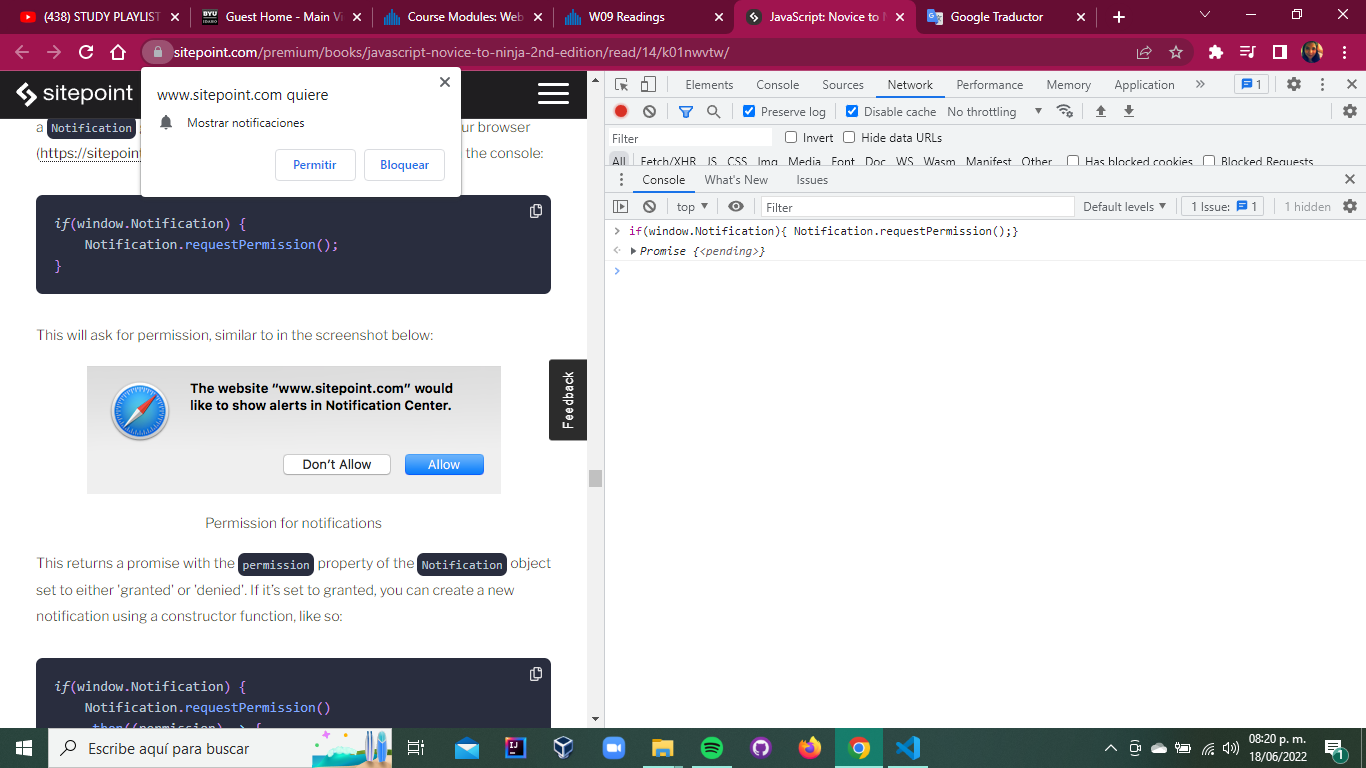 (438) STUDY PLAYLIST
Guest Home - Main Vi
Course Modules: Web
W09 Readings
JavaScript: Novice to N
Google Traductor
sitepoint.com/premium/books/javascript-novice-to-ninja-2nd-edition/read/14/k01nwvtw/
sitepoint
www.sitepoint.com quiere
Mostrar notificaciones
Permitir
Bloquear
a Notification
ur browser
(https://sitepoint
the console:
if(window.Notification) {
Notification.requestPermission();
}
This will ask for permission, similar to in the screenshot below:
The website “www.sitepoint.com” would
like to show alerts in Notification Center.
Don’t Allow
Allow
Permission for notifications
This returns a promise with the permission property of the Notification object
set to either 'granted' or 'denied'. If it’s set to granted, you can create a new
notification using a constructor function, like so:
if(window.Notification) {
Notification.requestPermission()
.then((permission) => {
Feedback
Elements
Console
Sources
Network
Performance
Memory
Application
1
Preserve log
Disable cache
No throttling
Filter
Invert
Hide data URLs
All
Fetch/XHR
JS
CSS
Img
Media
Font
Doc
WS
Wasm
Manifest
Other
Has blocked cookies
Blocked Requests
Console
What's New
Issues
top
Filter
Default levels
1 Issue:
1
1 hidden
if(window.Notification){ Notification.requestPermission();}
Promise {<pending>}
Escribe aquí para buscar
08:20 p. m.
18/06/2022
1